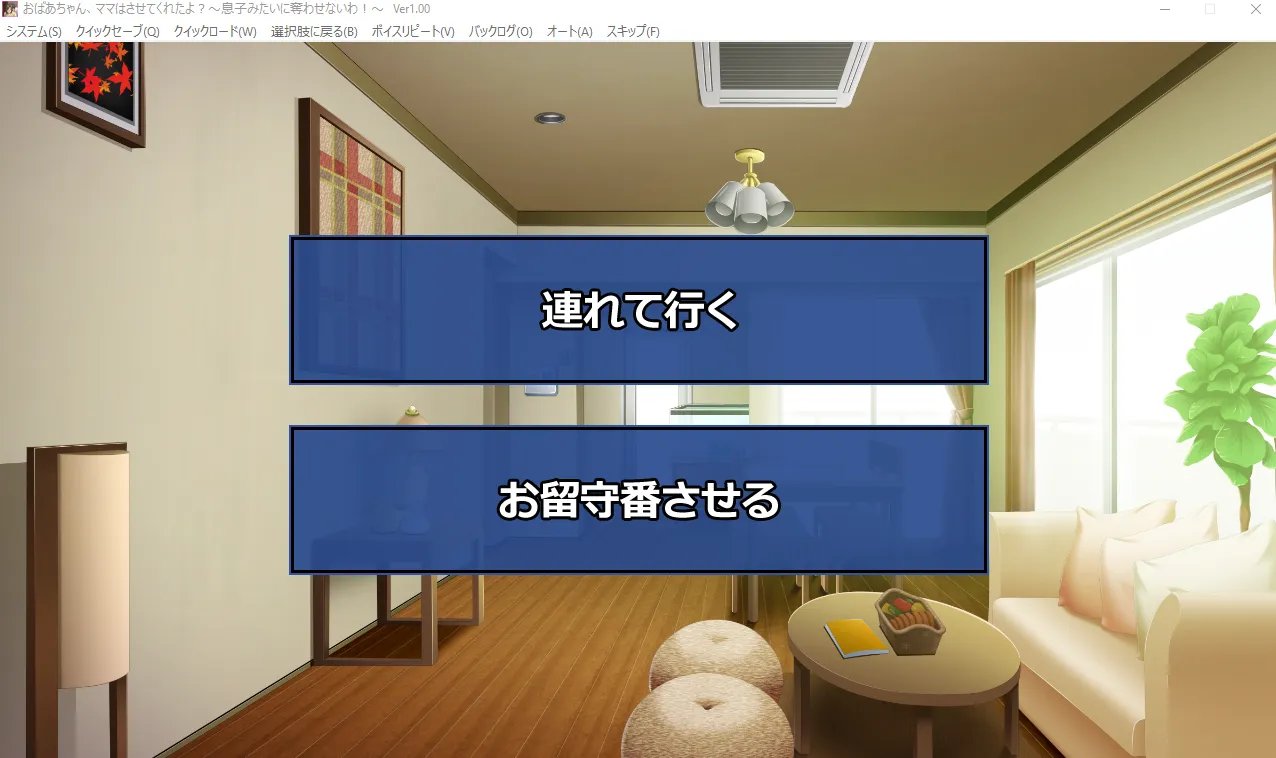 おばあちゃん、ママはさせてくれたよ？～息子みたいに奪わせないわ！～ Ver1.00
システム(S) クイックセーブ(Q) クイックロード(W) 選択肢に戻る(B) ボイスリピート(V) バックログ(O) オート(A) スキップ(F)
連れて行く
お留守番させる